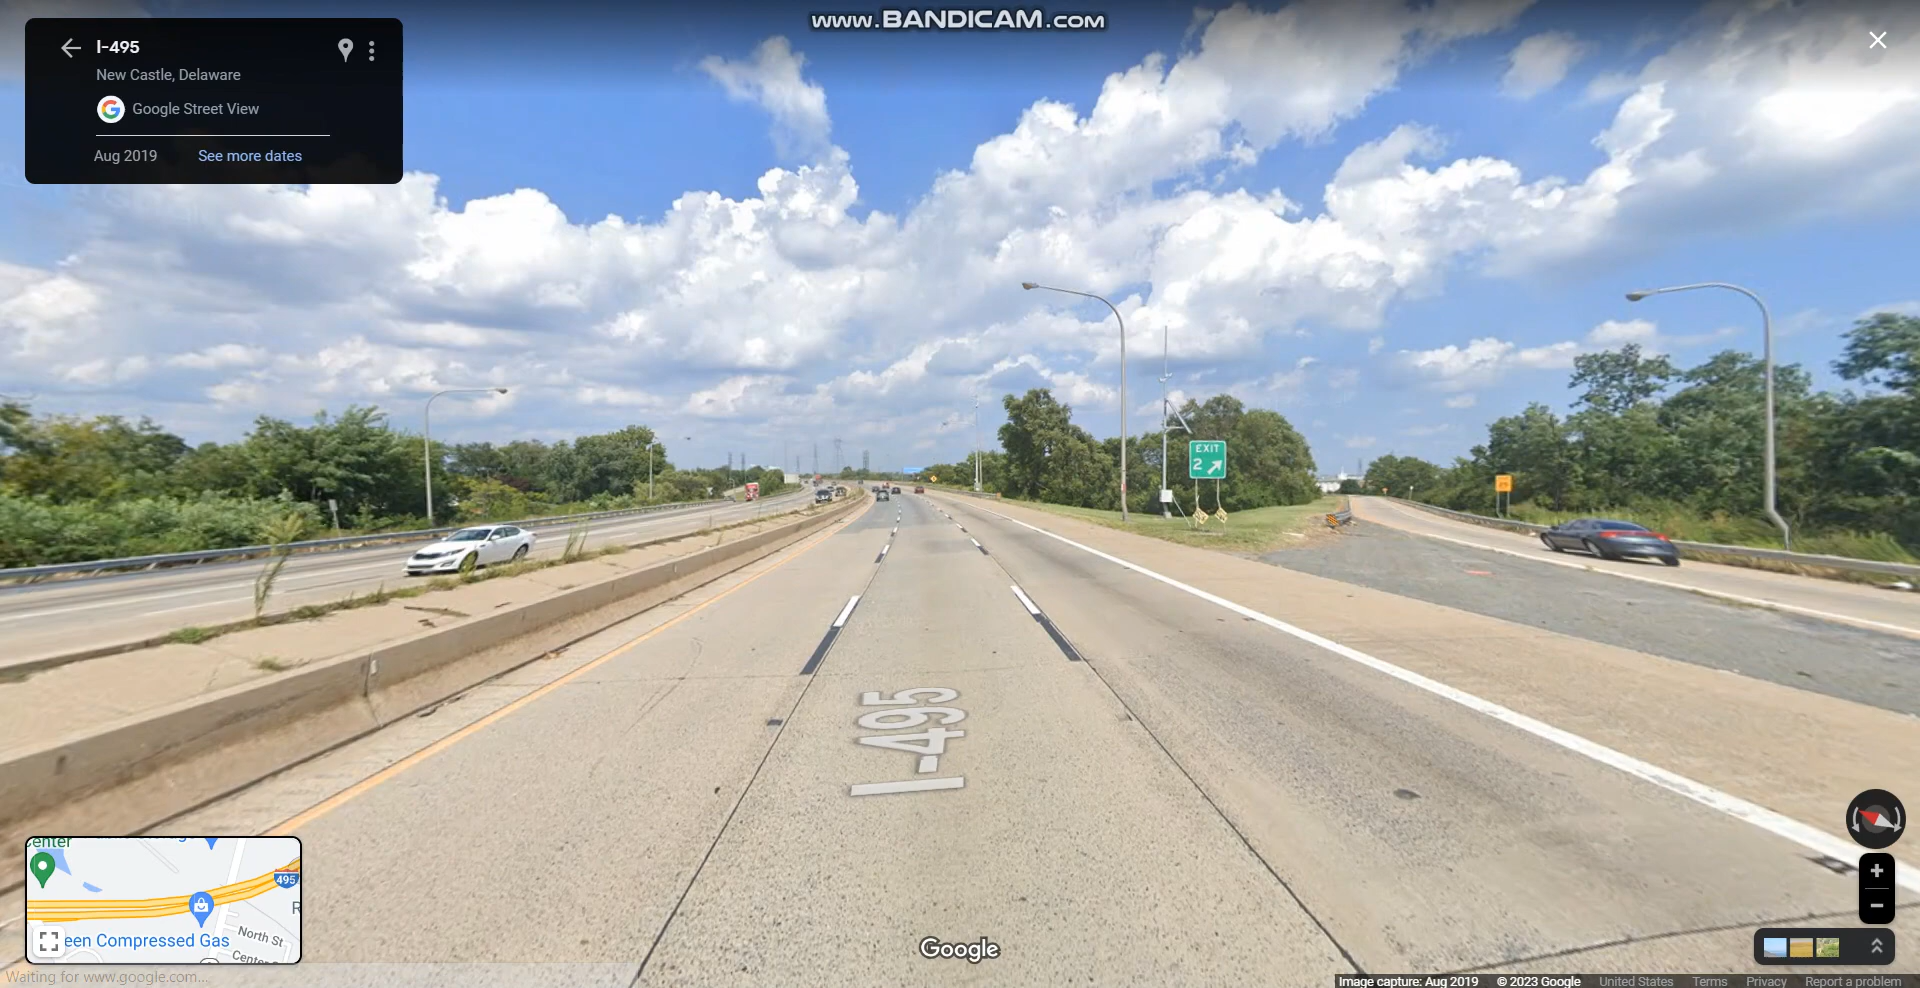 www.BANDICAM.com
I-495
New Castle, Delaware
Google Street View
Aug 2019
See more dates
EXIT
2
I-495
495
North St
Center
een Compressed Gas
Google
Waiting for www.google.com...
Image capture: Aug 2019 © 2023 Google United States Terms Privacy Report a problem